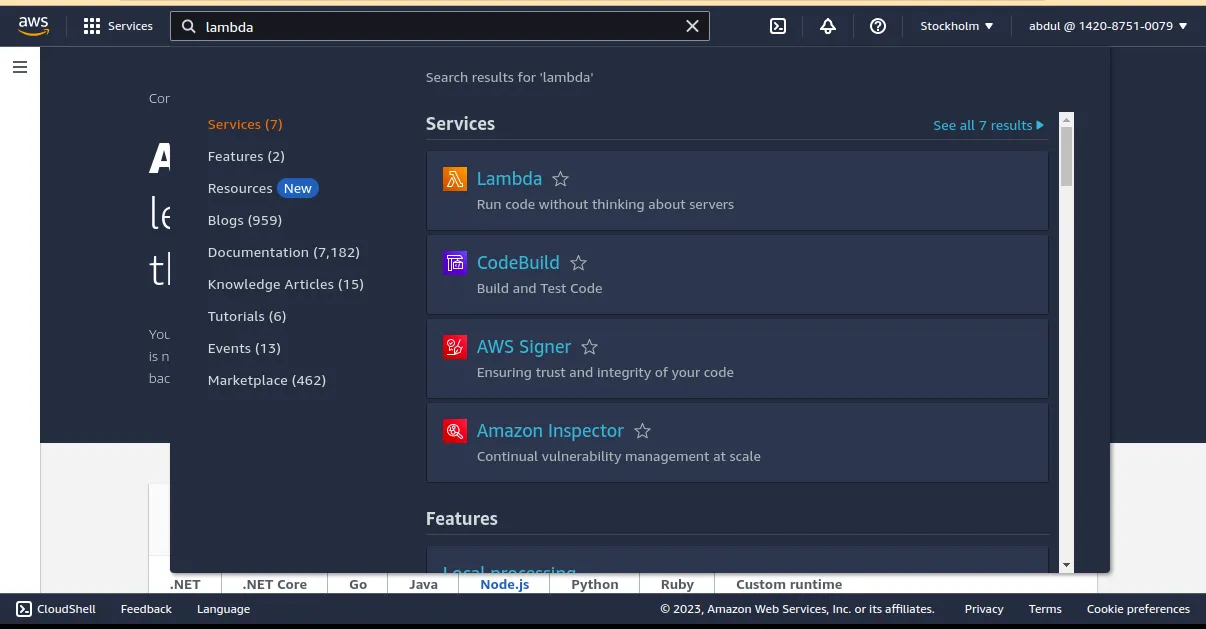 aws
Services
lambda
Stockholm
abdul @ 1420-8751-0079
Search results for 'lambda'
Services (7)
Features (2)
Resources New
Blogs (959)
Documentation (7,182)
Knowledge Articles (15)
Tutorials (6)
Events (13)
Marketplace (462)
Services
See all 7 results
Lambda
Run code without thinking about servers
CodeBuild
Build and Test Code
AWS Signer
Ensuring trust and integrity of your code
Amazon Inspector
Continual vulnerability management at scale
Features
Local processing
Cor
A
le
th
You
is n
bac
.NET
.NET Core
Go
Java
Node.js
Python
Ruby
Custom runtime
CloudShell
Feedback
Language
© 2023, Amazon Web Services, Inc. or its affiliates.
Privacy
Terms
Cookie preferences